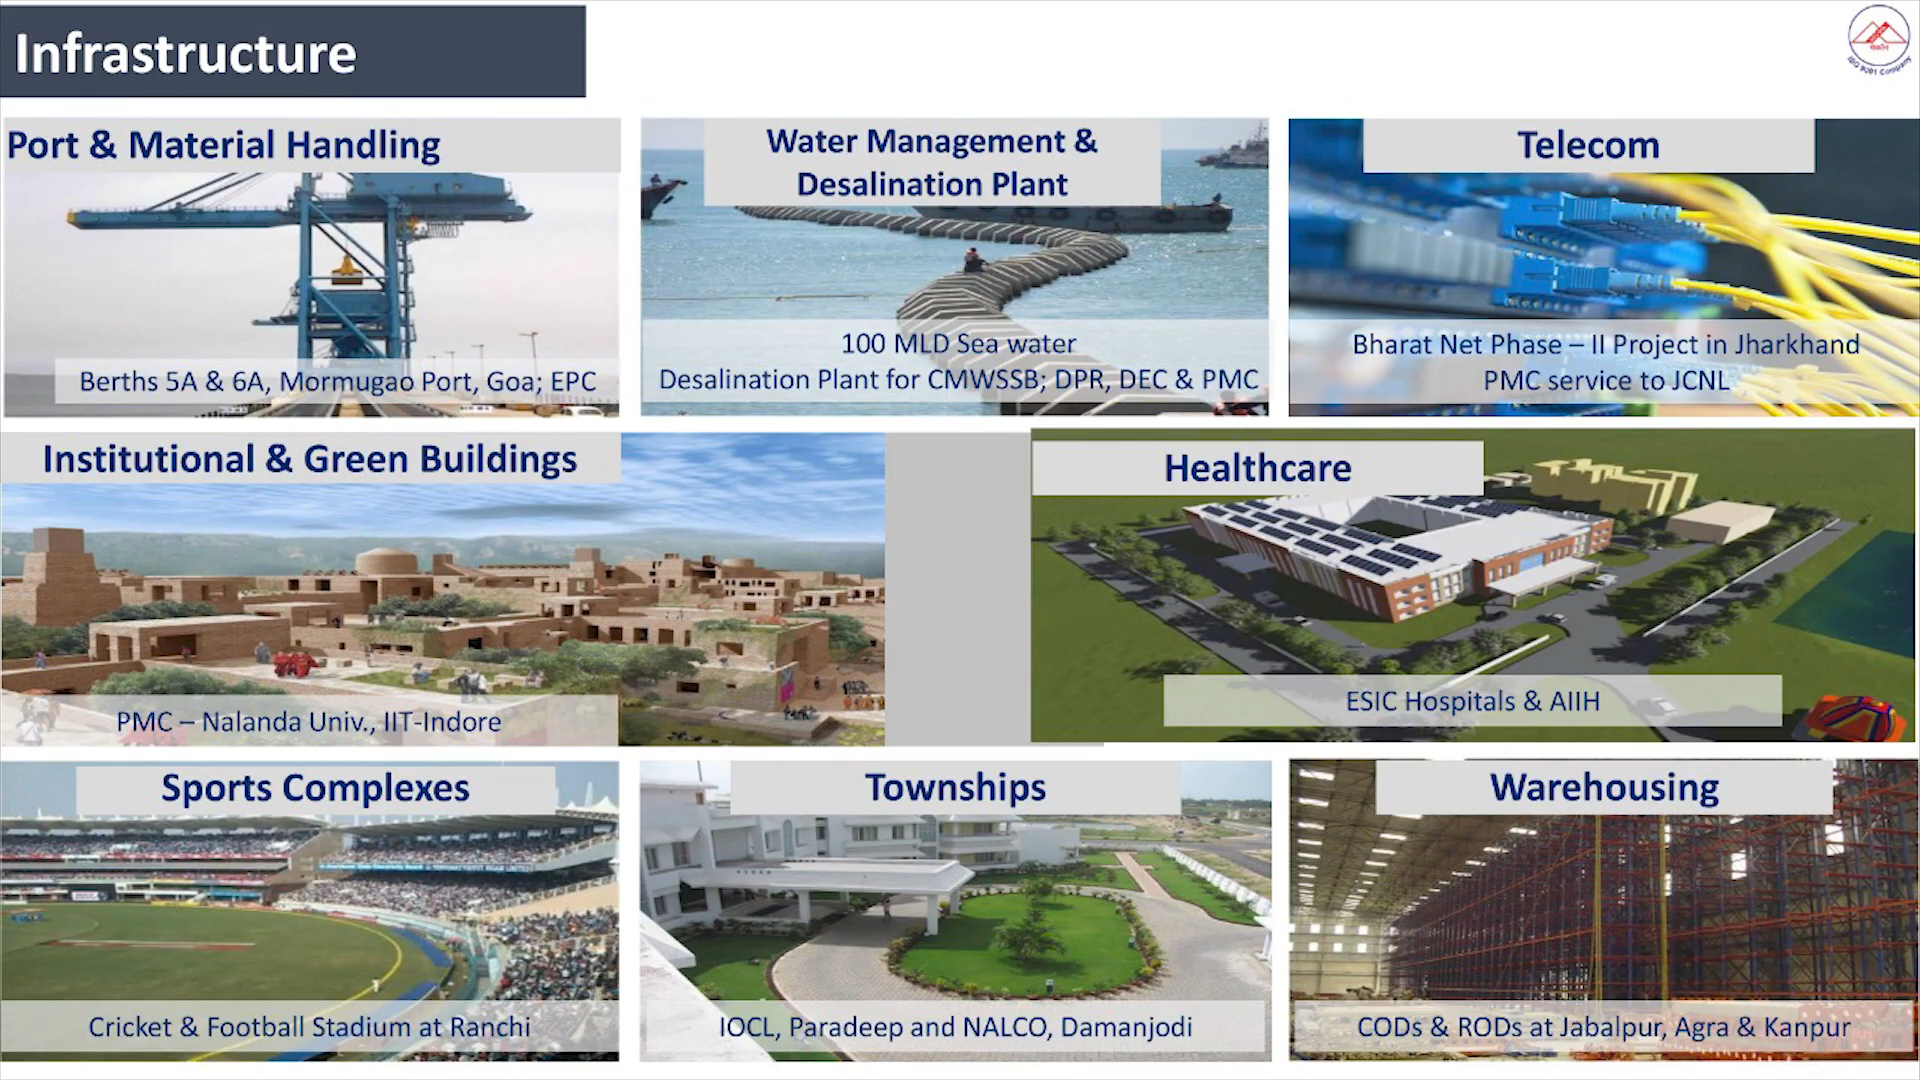 Infrastructure
मेकॉन
ISO 9001 Company
Port & Material Handling
Berths 5A & 6A, Mormugao Port, Goa; EPC
Water Management &
Desalination Plant
100 MLD Sea water
Desalination Plant for CMWSSB; DPR, DEC & PMC
Telecom
Bharat Net Phase – II Project in Jharkhand
PMC service to JCNL
Institutional & Green Buildings
PMC – Nalanda Univ., IIT-Indore
Healthcare
ESIC Hospitals & AIIH
Sports Complexes
Cricket & Football Stadium at Ranchi
Townships
IOCL, Paradeep and NALCO, Damanjodi
Warehousing
CODs & RODs at Jabalpur, Agra & Kanpur